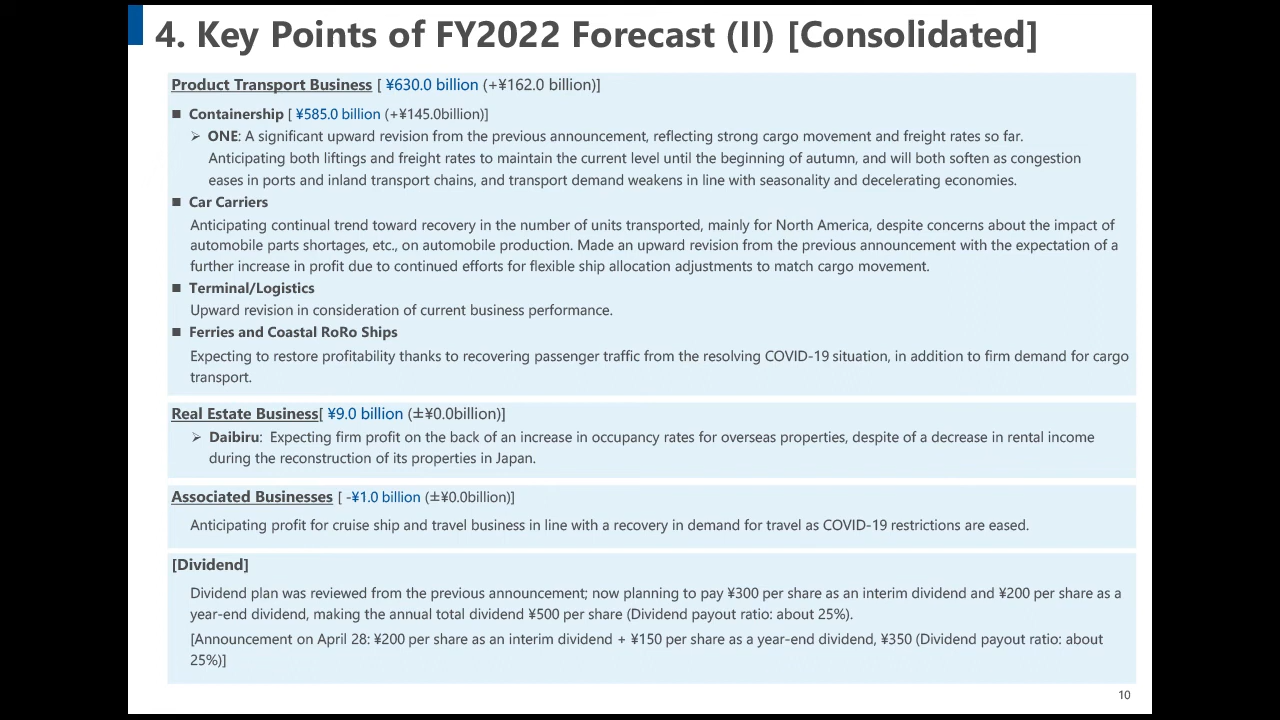 4. Key Points of FY2022 Forecast (II) [Consolidated]
Product Transport Business [ ¥630.0 billion (+¥162.0 billion)]
■ Containership [ ¥585.0 billion (+¥145.0billion)]
➢ ONE: A significant upward revision from the previous announcement, reflecting strong cargo movement and freight rates so far.
Anticipating both liftings and freight rates to maintain the current level until the beginning of autumn, and will both soften as congestion
eases in ports and inland transport chains, and transport demand weakens in line with seasonality and decelerating economies.
■ Car Carriers
Anticipating continual trend toward recovery in the number of units transported, mainly for North America, despite concerns about the impact of
automobile parts shortages, etc., on automobile production. Made an upward revision from the previous announcement with the expectation of a
further increase in profit due to continued efforts for flexible ship allocation adjustments to match cargo movement.
■ Terminal/Logistics
Upward revision in consideration of current business performance.
■ Ferries and Coastal RoRo Ships
Expecting to restore profitability thanks to recovering passenger traffic from the resolving COVID-19 situation, in addition to firm demand for cargo
transport.
Real Estate Business[ ¥9.0 billion (±¥0.0billion)]
➢ Daibiru: Expecting firm profit on the back of an increase in occupancy rates for overseas properties, despite of a decrease in rental income
during the reconstruction of its properties in Japan.
Associated Businesses [ -¥1.0 billion (±¥0.0billion)]
Anticipating profit for cruise ship and travel business in line with a recovery in demand for travel as COVID-19 restrictions are eased.
[Dividend]
Dividend plan was reviewed from the previous announcement; now planning to pay ¥300 per share as an interim dividend and ¥200 per share as a
year-end dividend, making the annual total dividend ¥500 per share (Dividend payout ratio: about 25%).
[Announcement on April 28: ¥200 per share as an interim dividend + ¥150 per share as a year-end dividend, ¥350 (Dividend payout ratio: about
25%)]
10